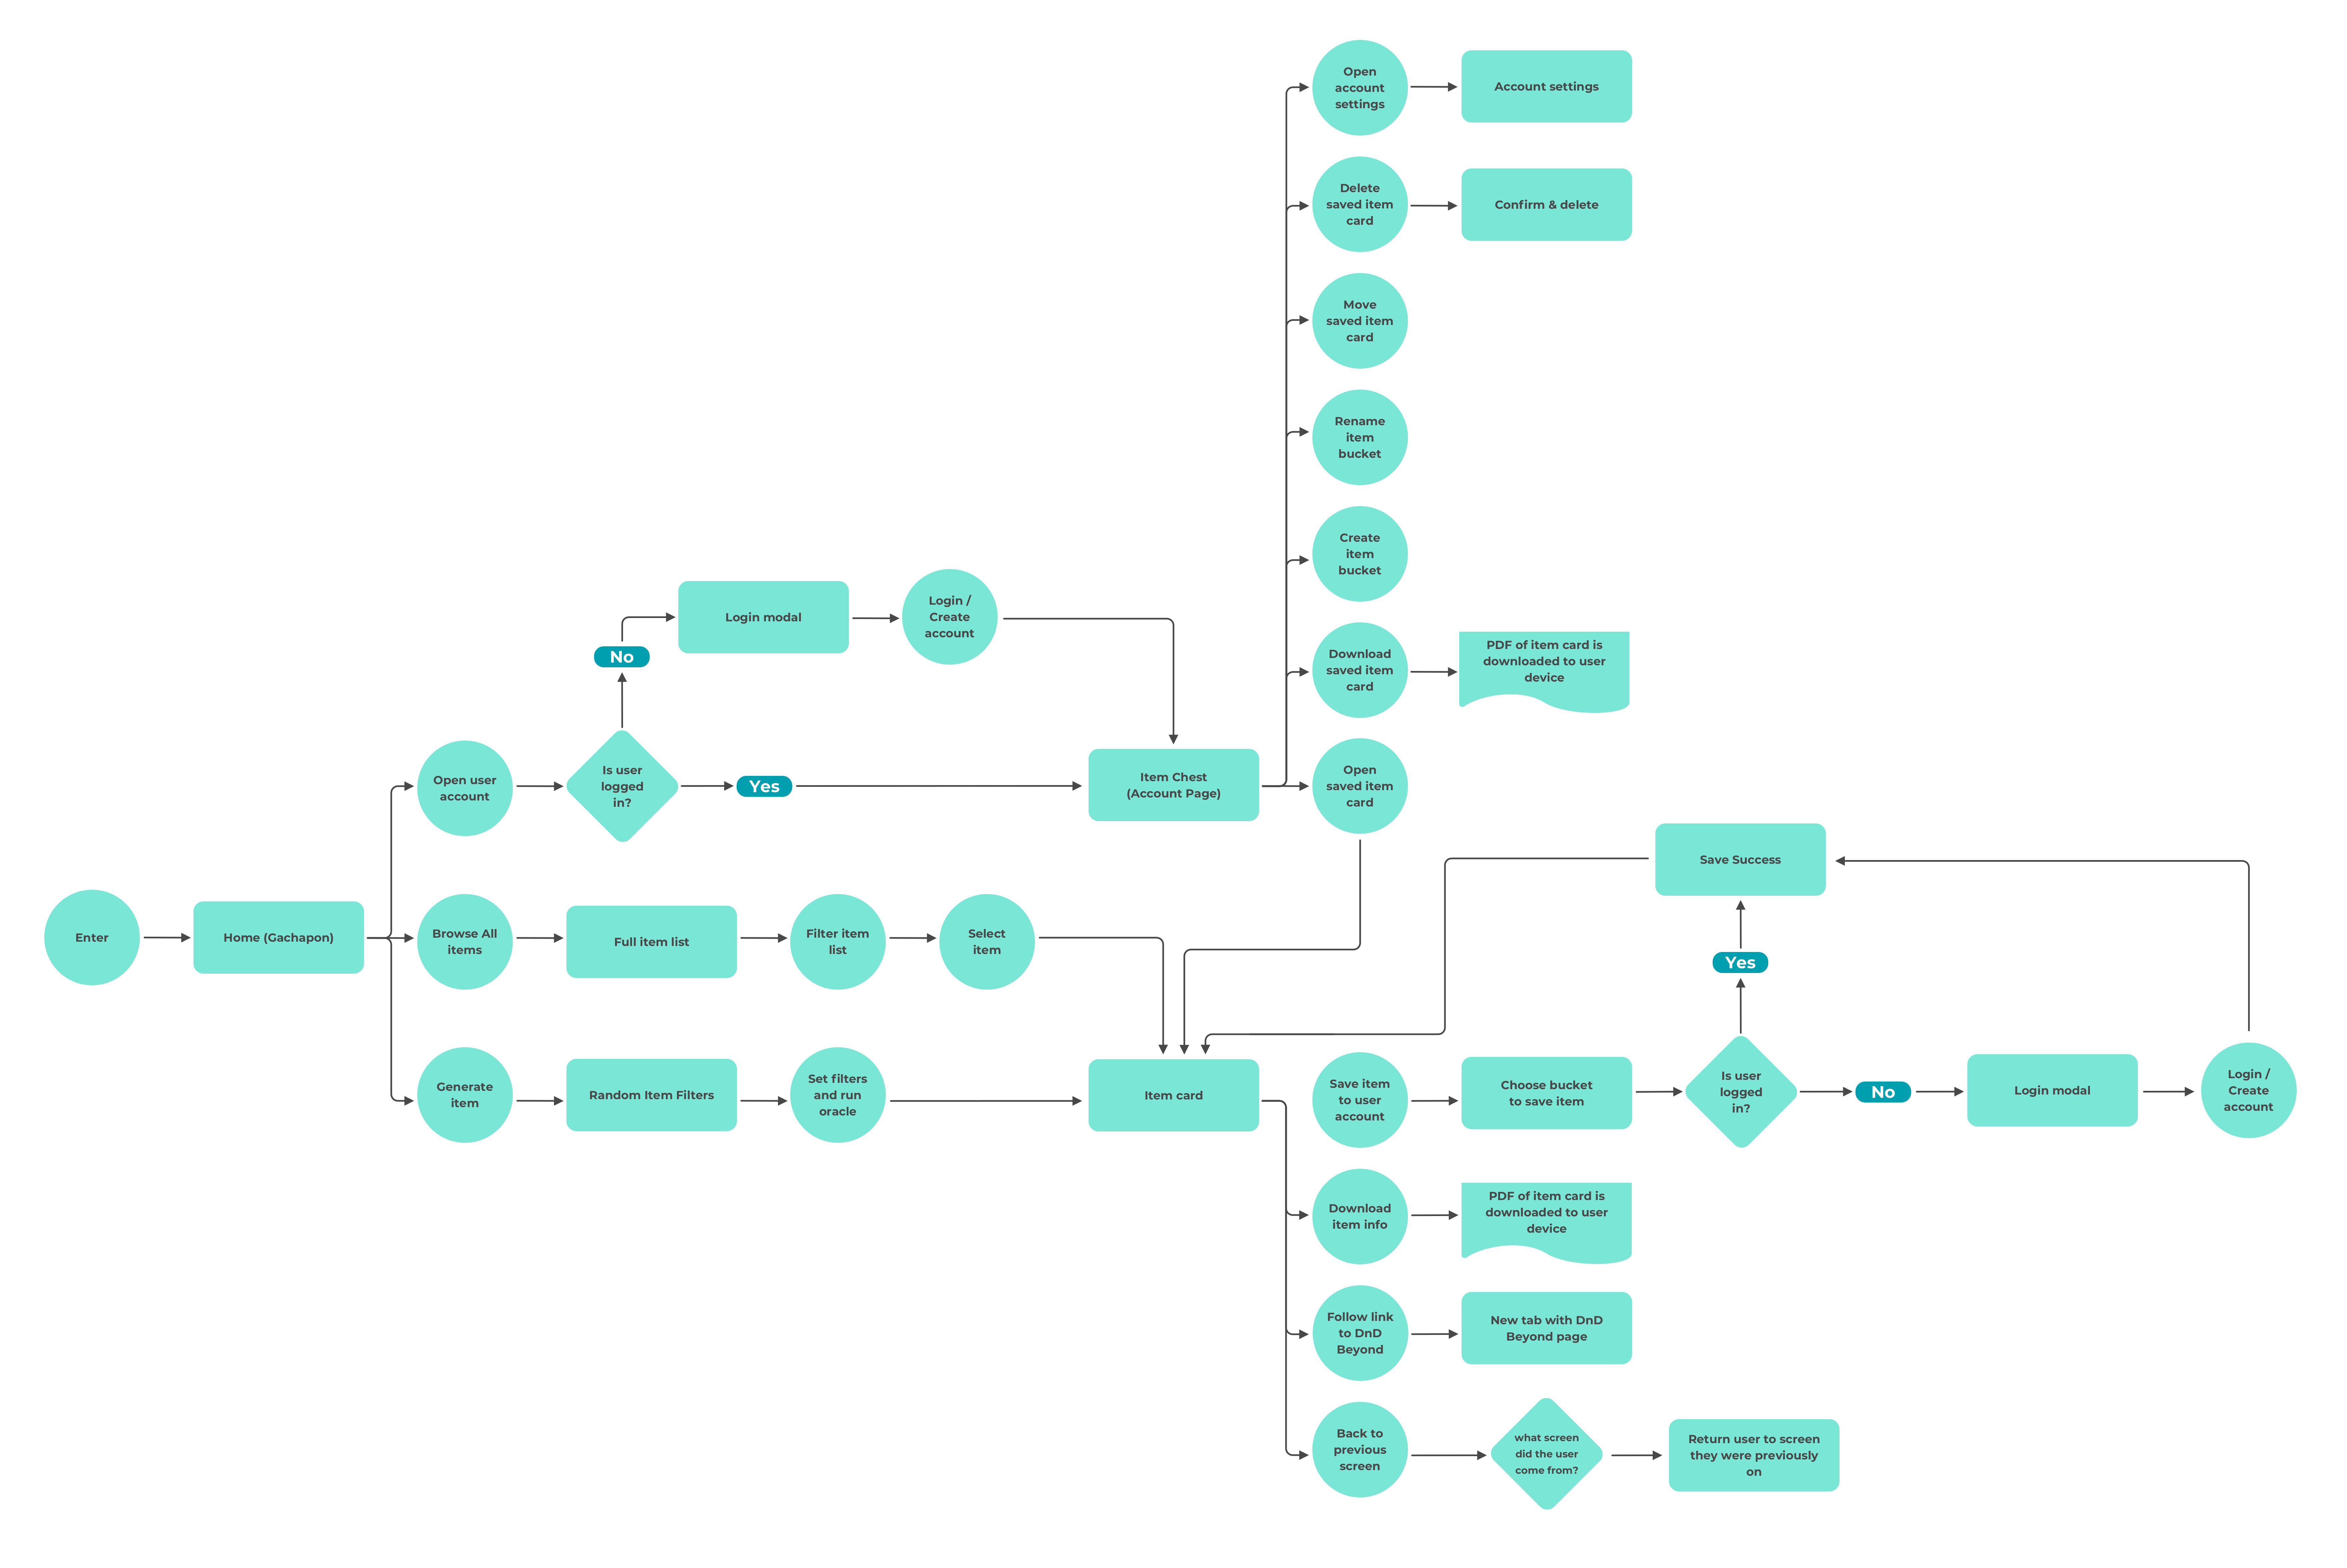 Open
account
settings
Account settings
Delete
saved item
card
Confirm & delete
Move
saved item
card
Rename
item
bucket
Create
item
bucket
Download
saved item
card
PDF of item card is
downloaded to user
device
Login modal
Login /
Create
account
No
Open user
account
Is user
logged
in?
Yes
Item Chest
(Account Page)
Open
saved item
card
Save Success
Enter
Home (Gachapon)
Browse All
items
Full item list
Filter item
list
Select
item
Yes
Generate
item
Random Item Filters
Set filters
and run
oracle
Item card
Save item
to user
account
Choose bucket
to save item
Is user
logged
in?
No
Login modal
Login /
Create
account
Download
item info
PDF of item card is
downloaded to user
device
Follow link
to DnD
Beyond
New tab with DnD
Beyond page
Back to
previous
screen
what screen
did the user
come from?
Return user to screen
they were previously
on